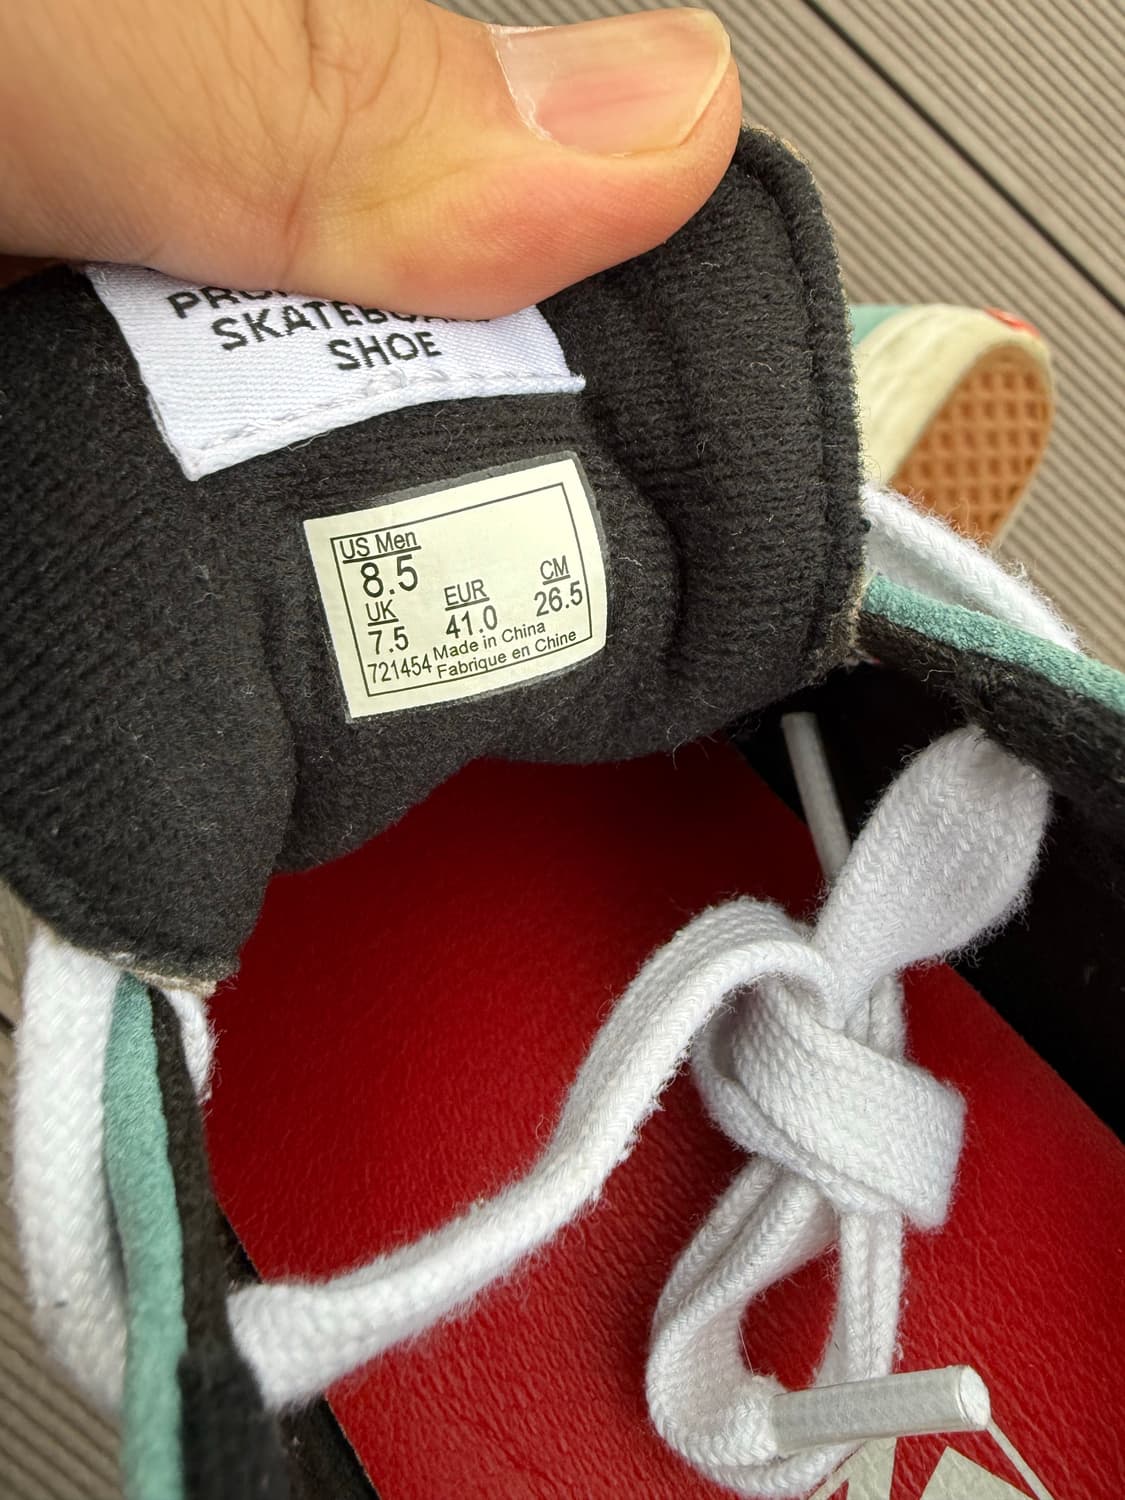 SKATEBOARD
SHOE
US Men
8.5
UK
7.5
EUR
41.0
CM
26.5
Made in China
721454 Fabrique en Chine